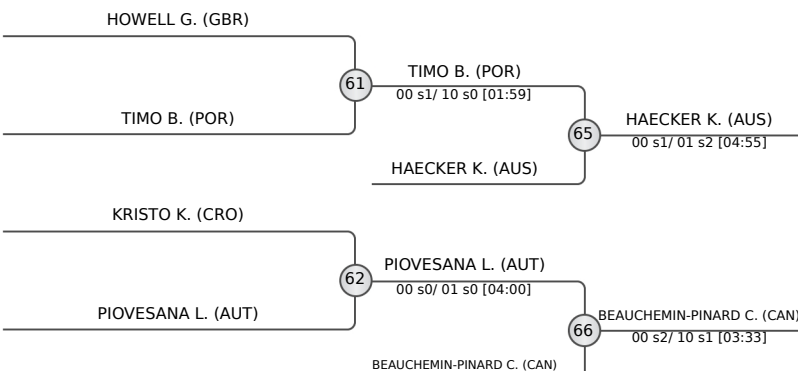 HOWELL G. (GBR)
61
TIMO B. (POR)
00 s1/ 10 s0 [01:59]
TIMO B. (POR)
65
HAECKER K. (AUS)
00 s1/ 01 s2 [04:55]
HAECKER K. (AUS)
KRISTO K. (CRO)
62
PIOVESANA L. (AUT)
00 s0/ 01 s0 [04:00]
PIOVESANA L. (AUT)
66
BEAUCHEMIN-PINARD C. (CAN)
00 s2/ 10 s1 [03:33]
BEAUCHEMIN-PINARD C. (CAN)